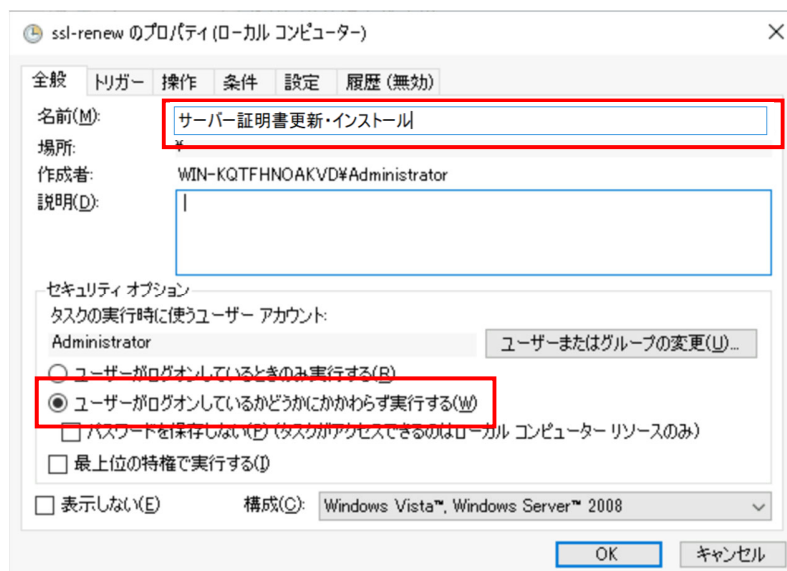 ssl-renew のプロパティ (ローカル コンピューター)
全般 トリガー 操作 条件 設定 履歴 (無効)
名前(M): サーバー証明書更新・インストール
場所: ¥
作成者: WIN-KQTFHNOAKVD¥Administrator
説明(D):
セキュリティ オプション
タスクの実行時に使うユーザー アカウント:
Administrator ユーザーまたはグループの変更(U)...
ユーザーがログオンしているときのみ実行する(R)
ユーザーがログオンしているかどうかにかかわらず実行する(W)
パスワードを保存しない(P) (タスクがアクセスできるのはローカル コンピューター リソースのみ)
最上位の特権で実行する(I)
表示しない(E) 構成(C): Windows Vista™, Windows Server™ 2008
OK キャンセル